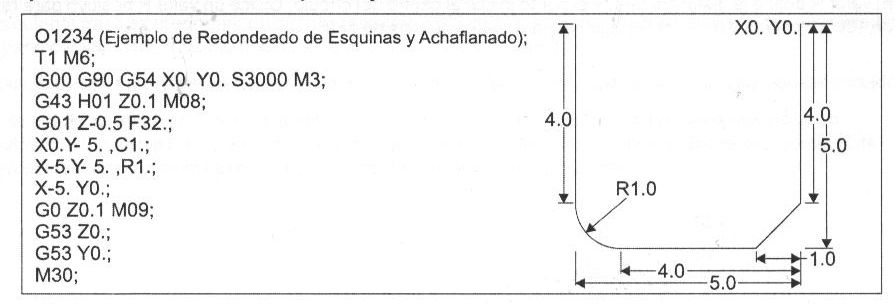 O1234 (Ejemplo de Redondeado de Esquinas y Achaflanado);
T1 M6;
G00 G90 G54 X0. Y0. S3000 M3;
G43 H01 Z0.1 M08;
G01 Z-0.5 F32.;
X0.Y- 5. ,C1.;
X-5.Y- 5. ,R1.;
X-5. Y0.;
G0 Z0.1 M09;
G53 Z0.;
G53 Y0.;
M30;
X0. Y0.
4.0
4.0
5.0
R1.0
1.0
4.0
5.0